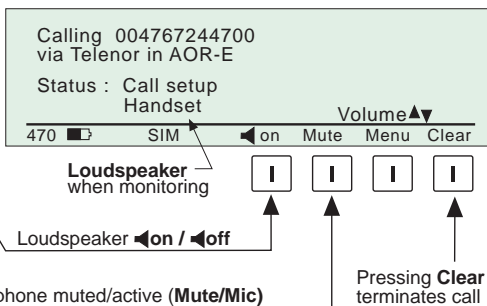 Calling 004767244700
via Telenor in AOR-E
Status : Call setup
Handset
Volume
470 SIM on Mute Menu Clear
Loudspeaker
when monitoring
Loudspeaker on / off
phone muted/active (Mute/Mic)
Pressing Clear
terminates call